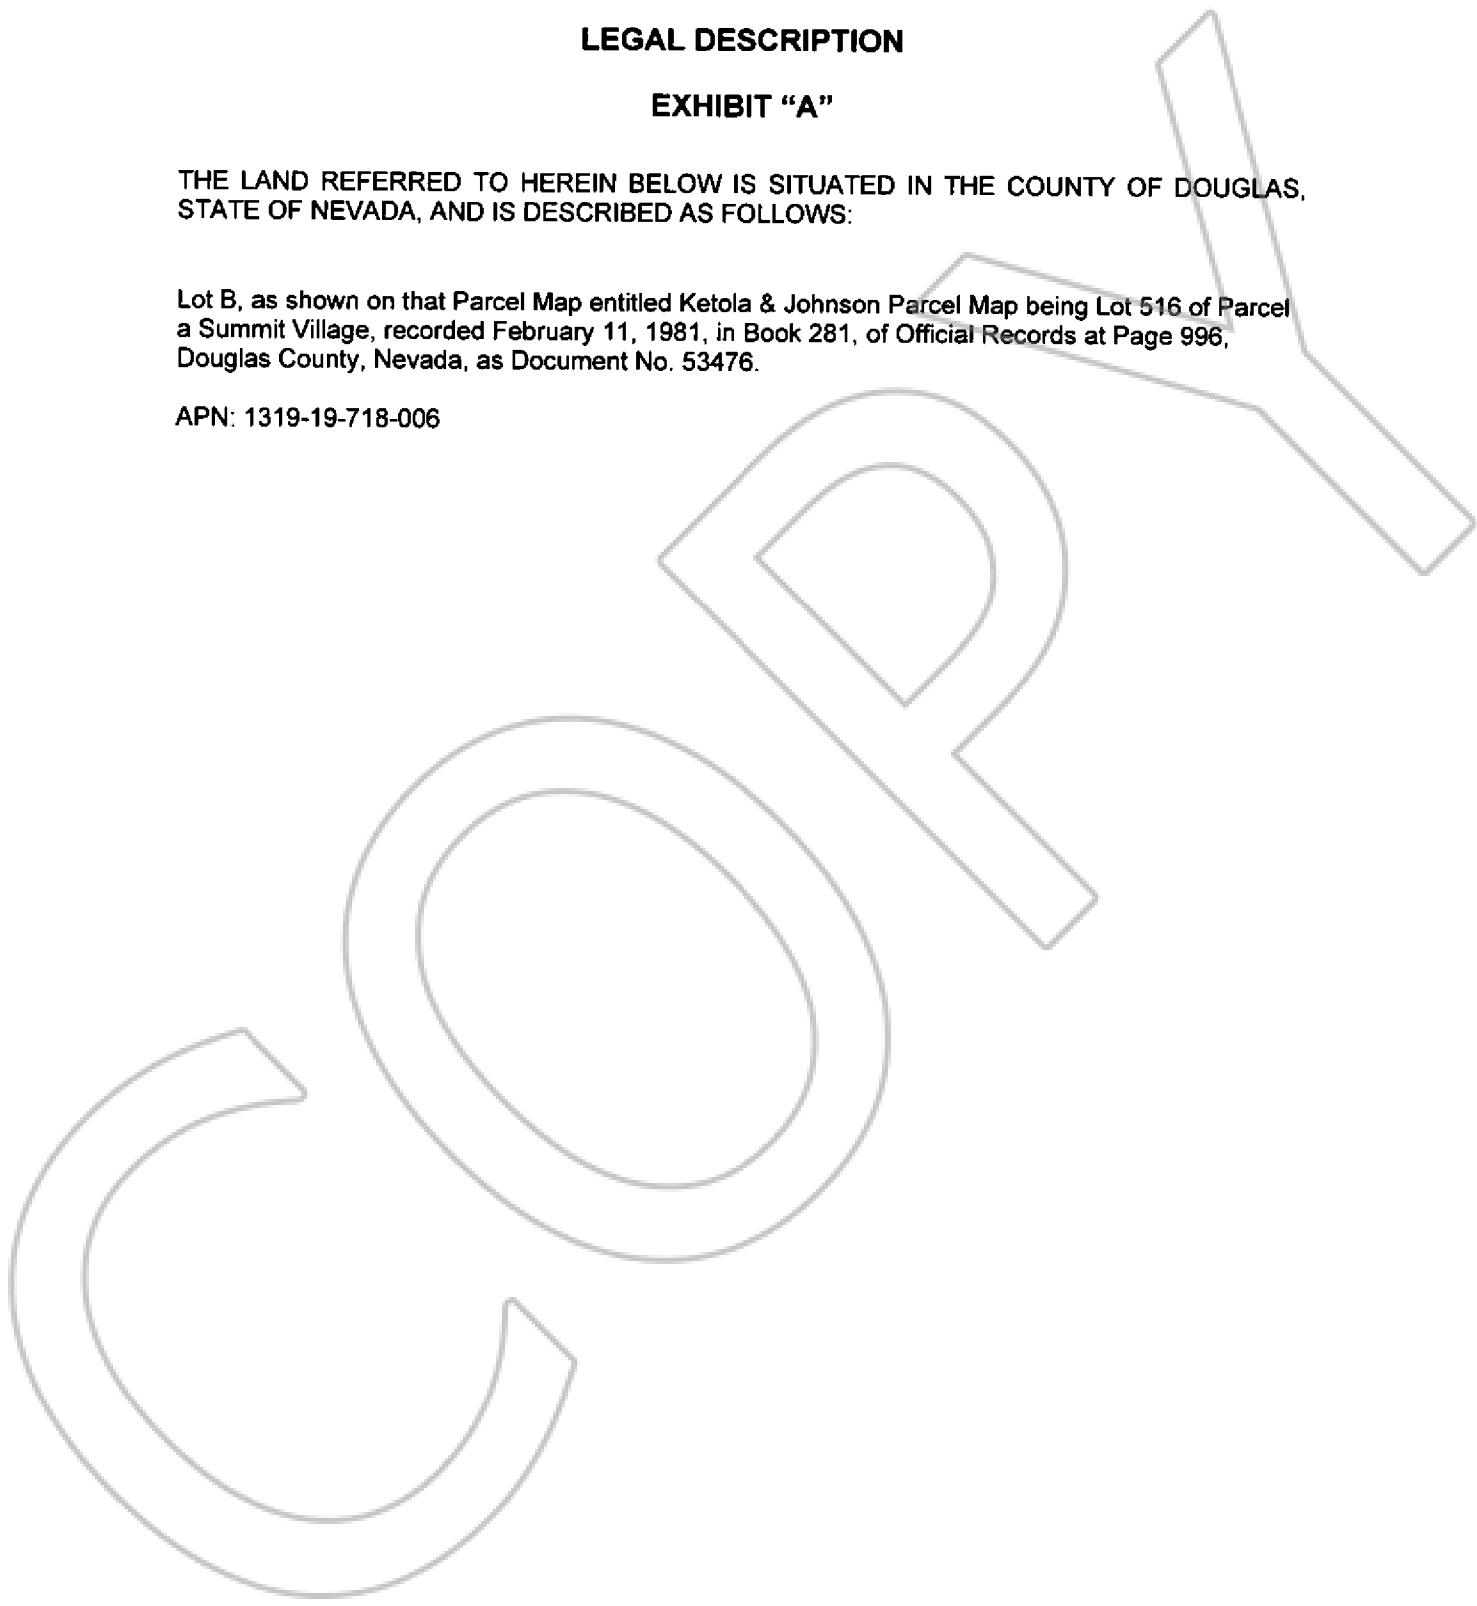 LEGAL DESCRIPTION
EXHIBIT “A”
THE LAND REFERRED TO HEREIN BELOW IS SITUATED IN THE COUNTY OF DOUGLAS,
STATE OF NEVADA, AND IS DESCRIBED AS FOLLOWS:
Lot B, as shown on that Parcel Map entitled Ketola & Johnson Parcel Map being Lot 516 of Parcel
a Summit Village, recorded February 11, 1981, in Book 281, of Official Records at Page 996,
Douglas County, Nevada, as Document No. 53476.
APN: 1319-19-718-006
COPY